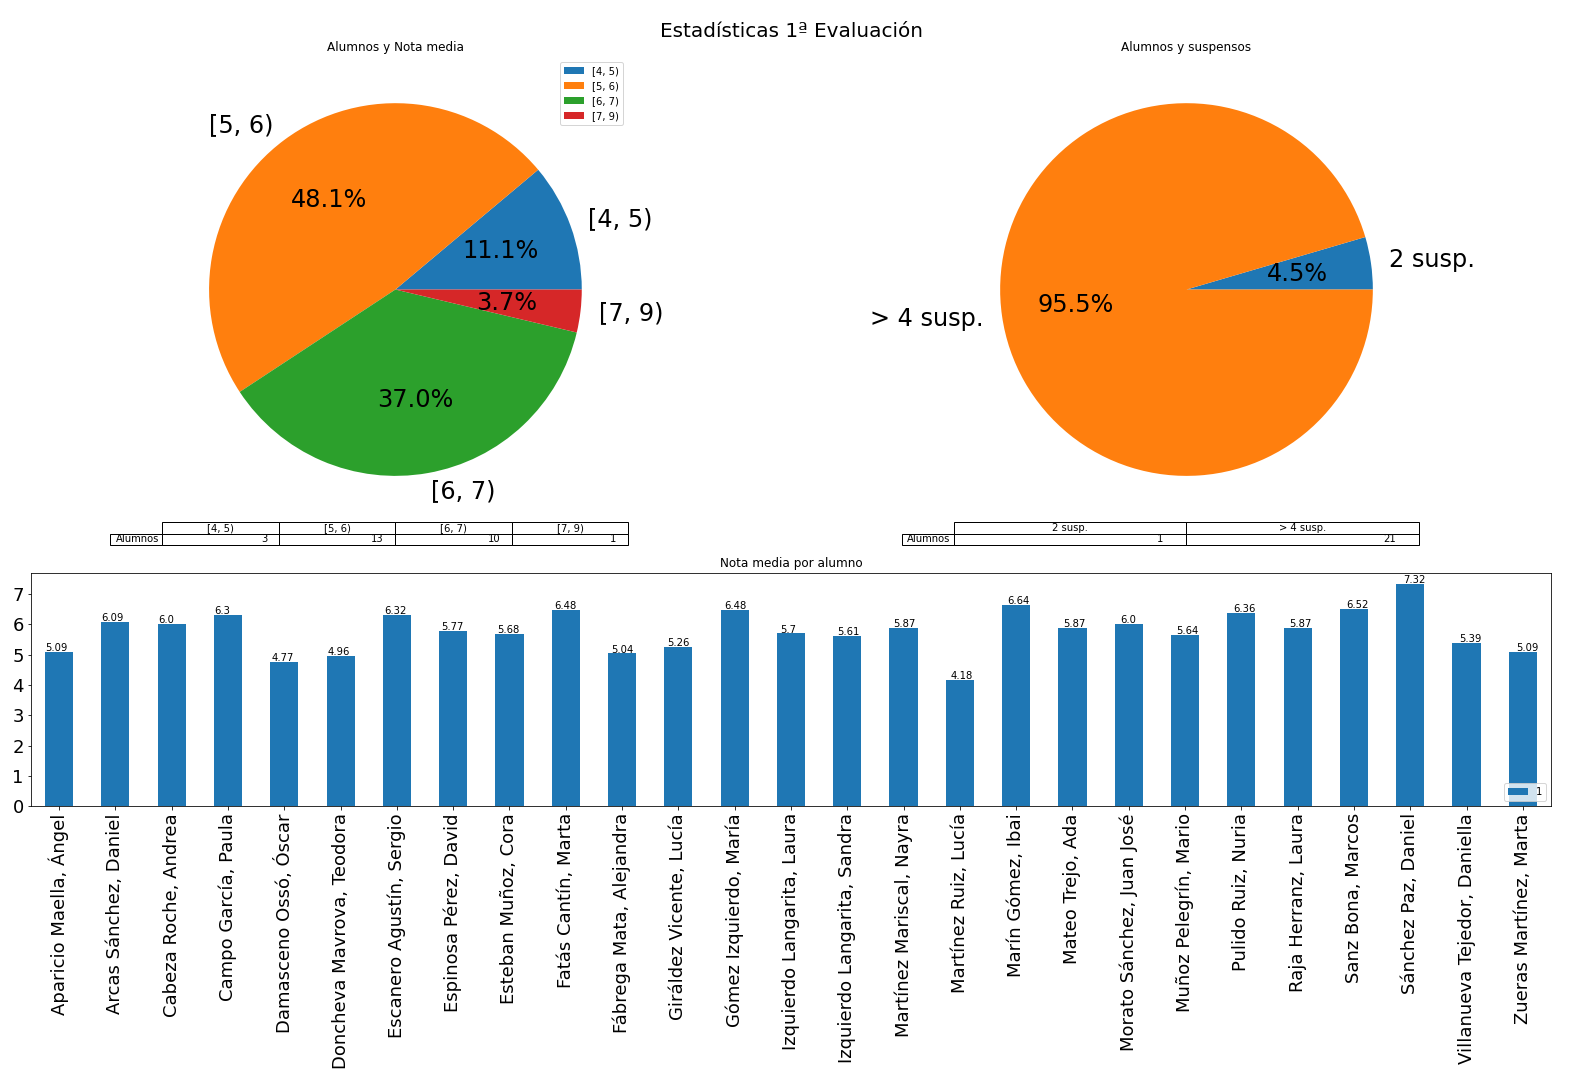 Estadísticas 1ª Evaluación
Alumnos y Nota media
[4, 5)
[5, 6)
[6, 7)
[7, 9)
[5, 6)
48.1%
[4, 5)
11.1%
3.7%
[7, 9)
37.0%
[6, 7)
[4, 5) [5, 6) [6, 7) [7, 9)
Alumnos 3 13 10 1
Alumnos y suspensos
2 susp.
4.5%
95.5%
> 4 susp.
2 susp. > 4 susp.
Alumnos 1 21
Nota media por alumno
7
6
5
4
3
2
1
0
5.09
6.09
6.0
6.3
4.77
4.96
6.32
5.77
5.68
6.48
5.04
5.26
6.48
5.7
5.61
5.87
4.18
6.64
5.87
6.0
5.64
6.36
5.87
6.52
7.32
5.39
5.09
1
Aparicio Maella, Ángel
Arcas Sánchez, Daniel
Cabeza Roche, Andrea
Campo García, Paula
Damasceno Ossó, Óscar
Doncheva Mavrova, Teodora
Escanero Agustín, Sergio
Espinosa Pérez, David
Esteban Muñoz, Cora
Fatás Cantín, Marta
Fábrega Mata, Alejandra
Giráldez Vicente, Lucía
Gómez Izquierdo, María
Izquierdo Langarita, Laura
Izquierdo Langarita, Sandra
Martínez Mariscal, Nayra
Martínez Ruiz, Lucía
Marín Gómez, Ibai
Mateo Trejo, Ada
Morato Sánchez, Juan José
Muñoz Pelegrín, Mario
Pulido Ruiz, Nuria
Raja Herranz, Laura
Sanz Bona, Marcos
Sánchez Paz, Daniel
Villanueva Tejedor, Daniella
Zueras Martínez, Marta